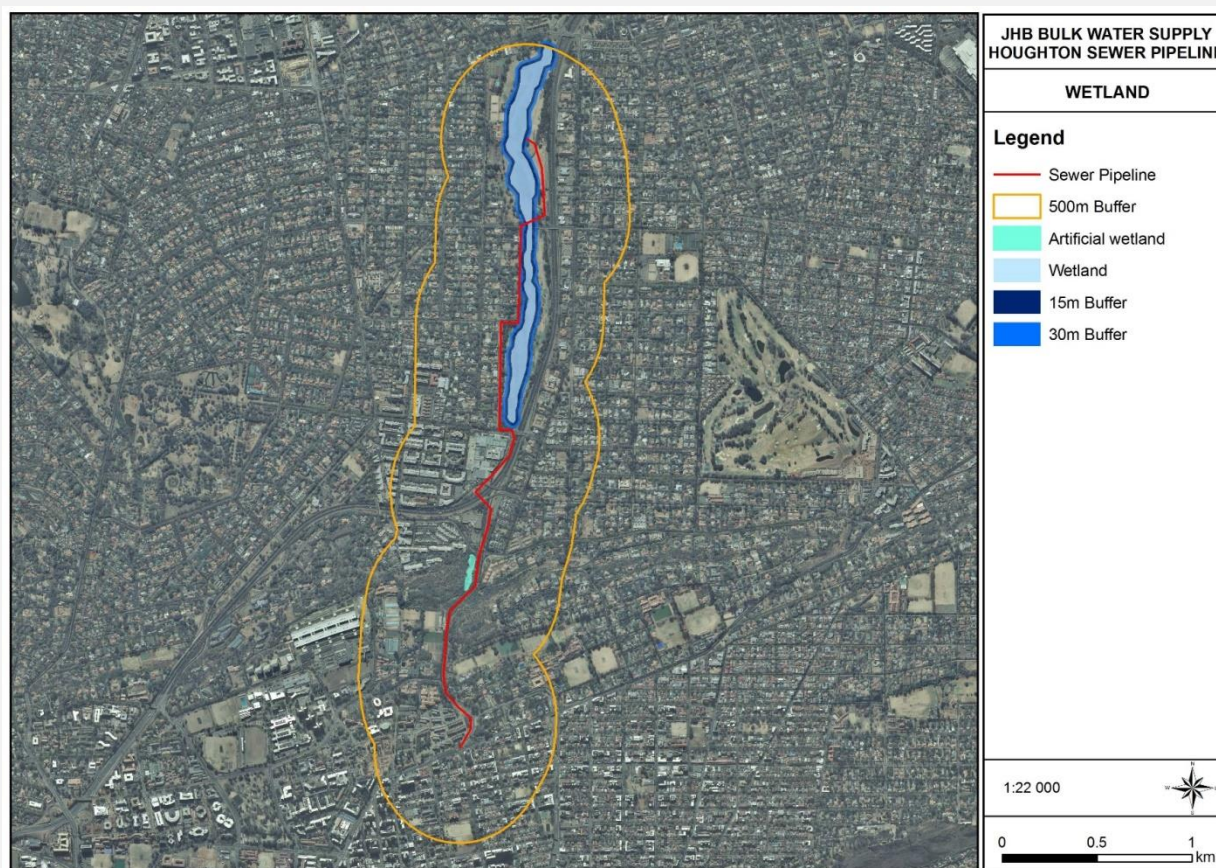 JHB BULK WATER SUPPLY
HOUGHTON SEWER PIPELIN
WETLAND
Legend
Sewer Pipeline
500m Buffer
Artificial wetland
Wetland
15m Buffer
30m Buffer
1:22 000
N
W
E
S
0 0.5 1
km